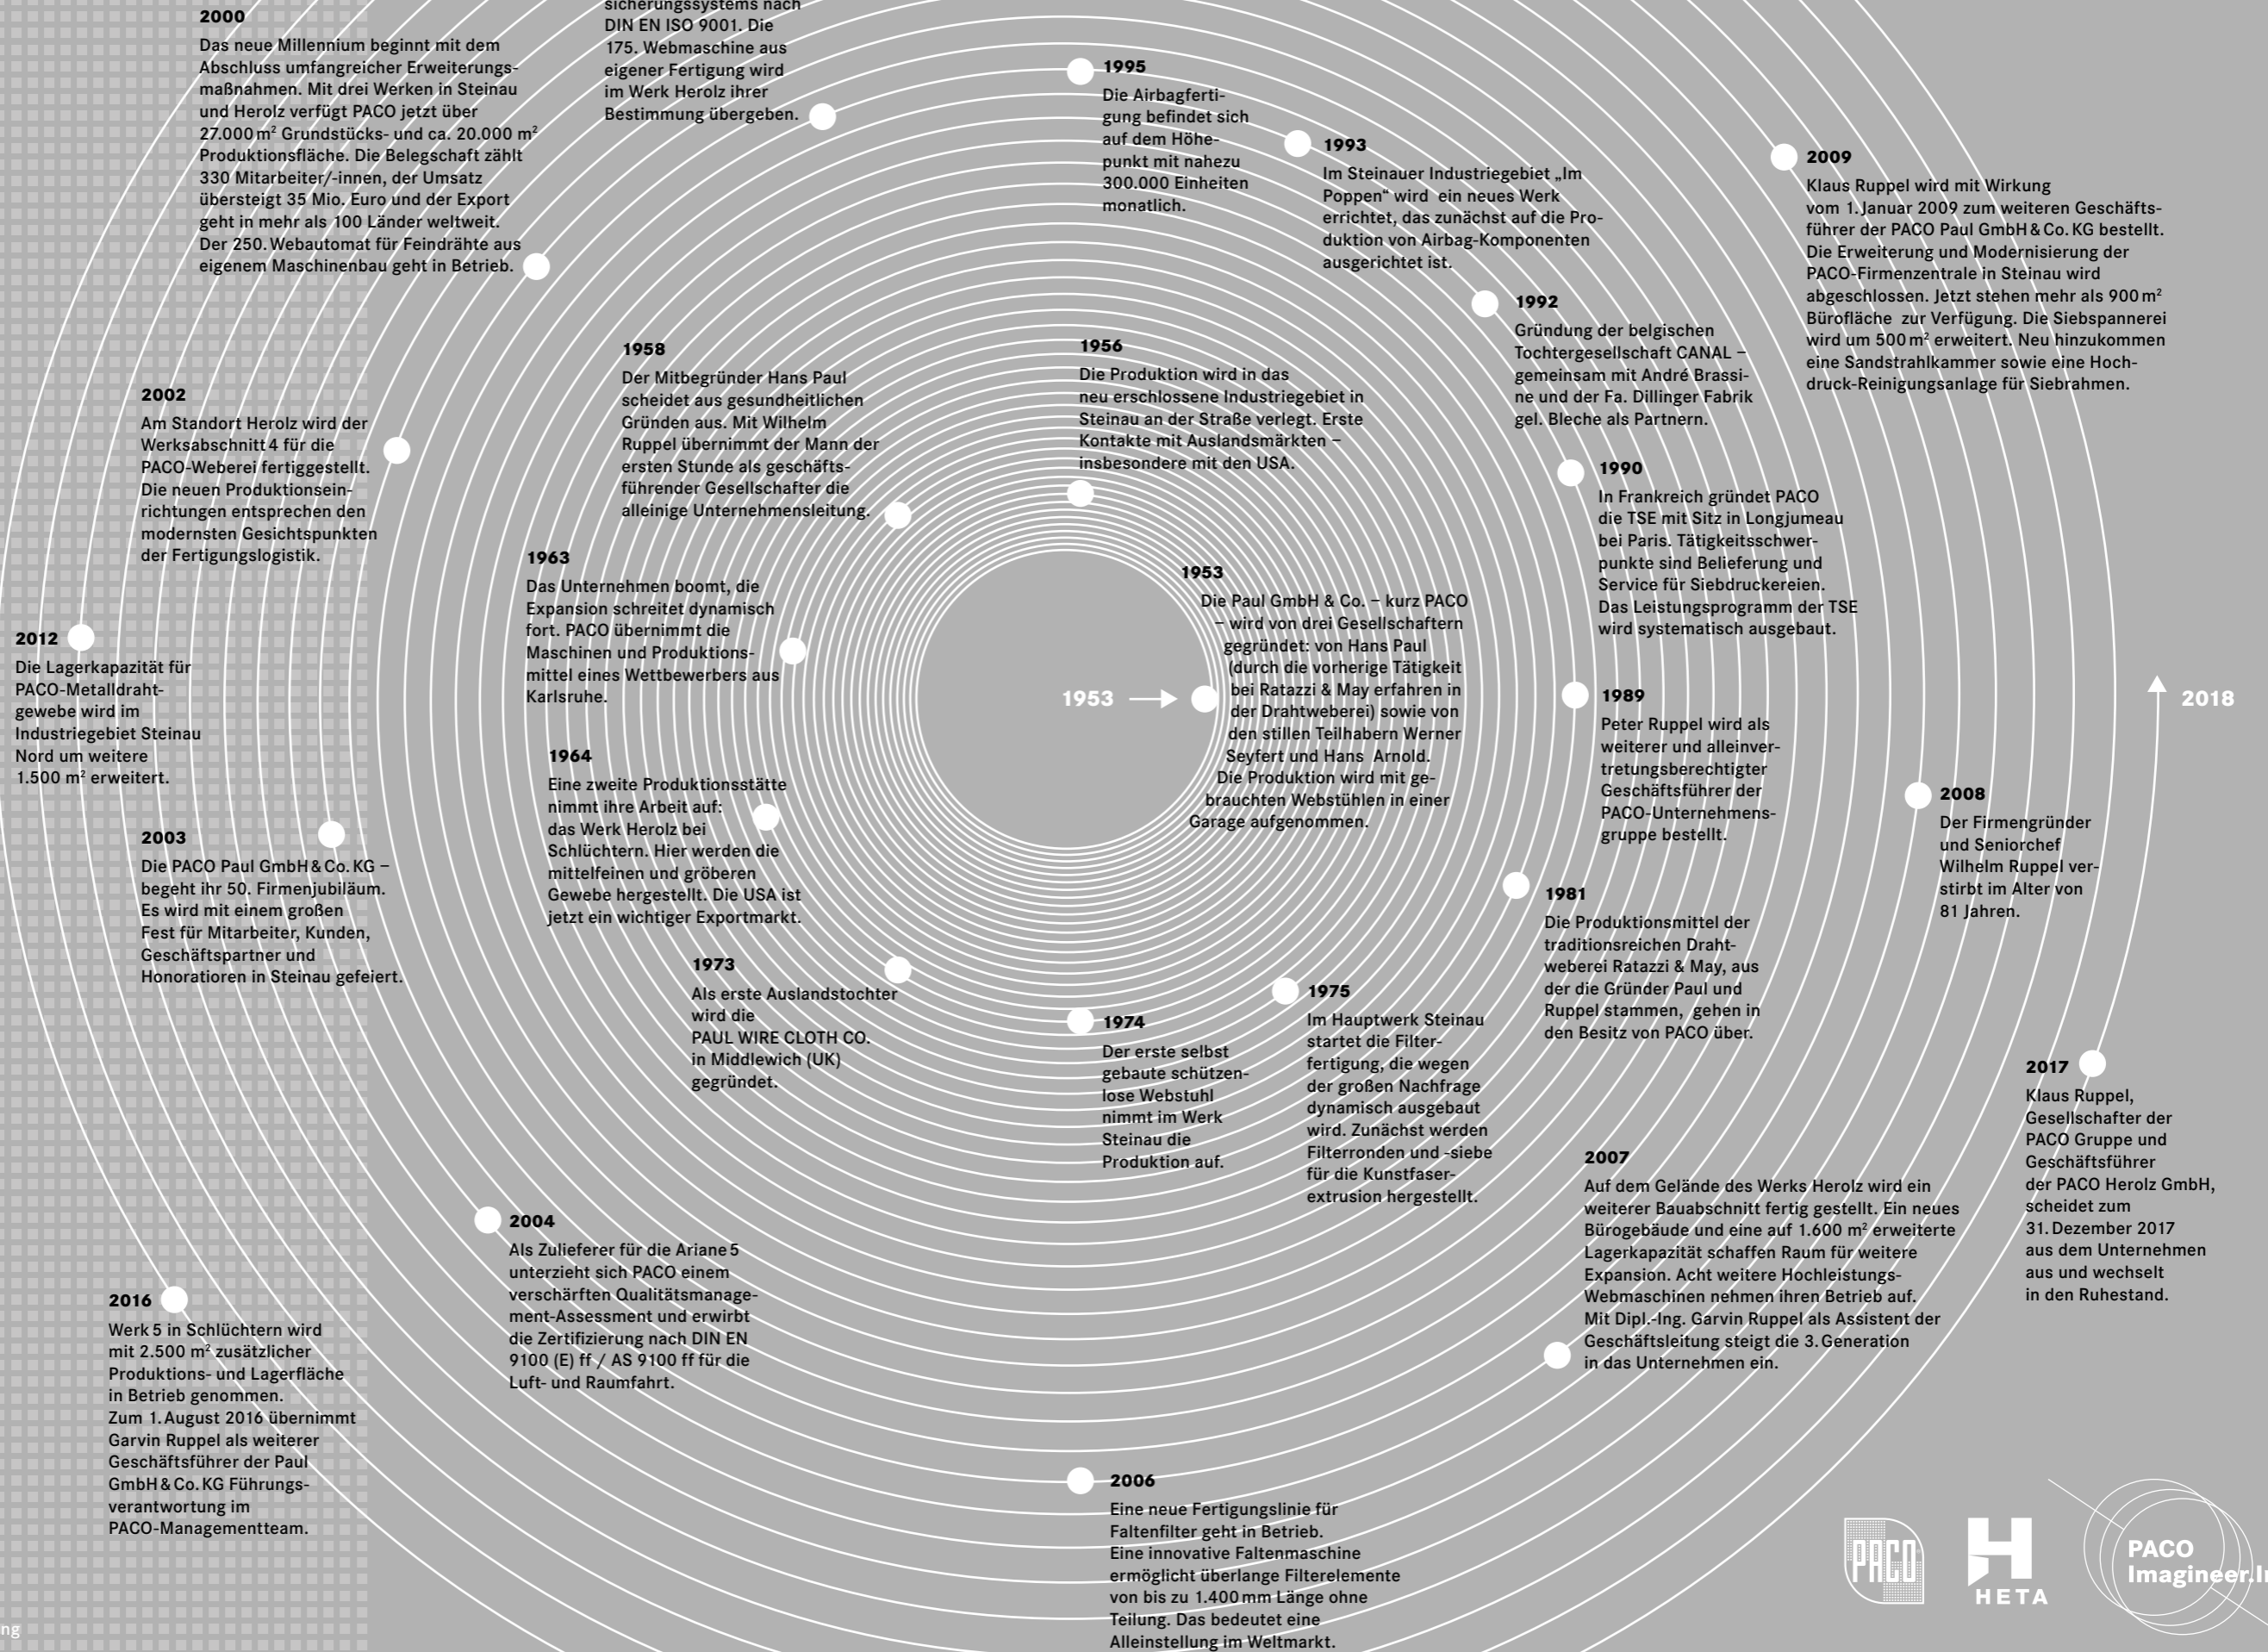 2000
Das neue Millennium beginnt mit dem
Abschluss umfangreicher Erweiterungs-
maßnahmen. Mit drei Werken in Steinau
und Herolz verfügt PACO jetzt über
27.000 m² Grundstücks- und ca. 20.000 m²
Produktionsfläche. Die Belegschaft zählt
330 Mitarbeiter/-innen, der Umsatz
übersteigt 35 Mio. Euro und der Export
geht in mehr als 100 Länder weltweit.
Der 250. Webautomat für Feindrähte aus
eigenem Maschinenbau geht in Betrieb.
sicherungssystems nach
DIN EN ISO 9001. Die
175. Webmaschine aus
eigener Fertigung wird
im Werk Herolz ihrer
Bestimmung übergeben.
1995
Die Airbagferti-
gung befindet sich
auf dem Höhe-
punkt mit nahezu
300.000 Einheiten
monatlich.
1993
Im Steinauer Industriegebiet „Im
Poppen“ wird ein neues Werk
errichtet, das zunächst auf die Pro-
duktion von Airbag-Komponenten
ausgerichtet ist.
2009
Klaus Ruppel wird mit Wirkung
vom 1. Januar 2009 zum weiteren Geschäfts-
führer der PACO Paul GmbH & Co. KG bestellt.
Die Erweiterung und Modernisierung der
PACO-Firmenzentrale in Steinau wird
abgeschlossen. Jetzt stehen mehr als 900 m²
Bürofläche zur Verfügung. Die Siebspannerei
wird um 500 m² erweitert. Neu hinzukommen
eine Sandstrahlkammer sowie eine Hoch-
druck-Reinigungsanlage für Siebrahmen.
1992
Gründung der belgischen
Tochtergesellschaft CANAL –
gemeinsam mit André Brassi-
ne und der Fa. Dillinger Fabrik
gel. Bleche als Partnern.
1958
Der Mitbegründer Hans Paul
scheidet aus gesundheitlichen
Gründen aus. Mit Wilhelm
Ruppel übernimmt der Mann der
ersten Stunde als geschäfts-
führender Gesellschafter die
alleinige Unternehmensleitung.
1956
Die Produktion wird in das
neu erschlossene Industriegebiet in
Steinau an der Straße verlegt. Erste
Kontakte mit Auslandsmärkten –
insbesondere mit den USA.
2002
Am Standort Herolz wird der
Werksabschnitt 4 für die
PACO-Weberei fertiggestellt.
Die neuen Produktionsein-
richtungen entsprechen den
modernsten Gesichtspunkten
der Fertigungslogistik.
1990
In Frankreich gründet PACO
die TSE mit Sitz in Longjumeau
bei Paris. Tätigkeitsschwer-
punkte sind Belieferung und
Service für Siebdruckereien.
Das Leistungsprogramm der TSE
wird systematisch ausgebaut.
1963
Das Unternehmen boomt, die
Expansion schreitet dynamisch
fort. PACO übernimmt die
Maschinen und Produktions-
mittel eines Wettbewerbers aus
Karlsruhe.
1953
Die Paul GmbH & Co. – kurz PACO
– wird von drei Gesellschaftern
gegründet: von Hans Paul
(durch die vorherige Tätigkeit
bei Ratazzi & May erfahren in
der Drahtweberei) sowie von
den stillen Teilhabern Werner
Seyfert und Hans Arnold.
Die Produktion wird mit ge-
brauchten Webstühlen in einer
Garage aufgenommen.
1953
2012
Die Lagerkapazität für
PACO-Metalldraht-
gewebe wird im
Industriegebiet Steinau
Nord um weitere
1.500 m² erweitert.
1989
Peter Ruppel wird als
weiterer und alleinver-
tretungsberechtigter
Geschäftsführer der
PACO-Unternehmens-
gruppe bestellt.
2018
1964
Eine zweite Produktionsstätte
nimmt ihre Arbeit auf:
das Werk Herolz bei
Schlüchtern. Hier werden die
mittelfeinen und gröberen
Gewebe hergestellt. Die USA ist
jetzt ein wichtiger Exportmarkt.
2008
Der Firmengründer
und Seniorchef
Wilhelm Ruppel ver-
stirbt im Alter von
81 Jahren.
2003
Die PACO Paul GmbH & Co. KG –
begeht ihr 50. Firmenjubiläum.
Es wird mit einem großen
Fest für Mitarbeiter, Kunden,
Geschäftspartner und
Honoratioren in Steinau gefeiert.
1981
Die Produktionsmittel der
traditionsreichen Draht-
weberei Ratazzi & May, aus
der die Gründer Paul und
Ruppel stammen, gehen in
den Besitz von PACO über.
1973
Als erste Auslandstochter
wird die
PAUL WIRE CLOTH CO.
in Middlewich (UK)
gegründet.
1974
Der erste selbst
gebaute schützen-
lose Webstuhl
nimmt im Werk
Steinau die
Produktion auf.
1975
Im Hauptwerk Steinau
startet die Filter-
fertigung, die wegen
der großen Nachfrage
dynamisch ausgebaut
wird. Zunächst werden
Filterronden und -siebe
für die Kunstfaser-
extrusion hergestellt.
2017
Klaus Ruppel,
Gesellschafter der
PACO Gruppe und
Geschäftsführer
der PACO Herolz GmbH,
scheidet zum
31. Dezember 2017
aus dem Unternehmen
aus und wechselt
in den Ruhestand.
2007
Auf dem Gelände des Werks Herolz wird ein
weiterer Bauabschnitt fertig gestellt. Ein neues
Bürogebäude und eine auf 1.600 m² erweiterte
Lagerkapazität schaffen Raum für weitere
Expansion. Acht weitere Hochleistungs-
Webmaschinen nehmen ihren Betrieb auf.
Mit Dipl.-Ing. Garvin Ruppel als Assistent der
Geschäftsleitung steigt die 3. Generation
in das Unternehmen ein.
2004
Als Zulieferer für die Ariane 5
unterzieht sich PACO einem
verschärften Qualitätsmanage-
ment-Assessment und erwirbt
die Zertifizierung nach DIN EN
9100 (E) ff / AS 9100 ff für die
Luft- und Raumfahrt.
2016
Werk 5 in Schlüchtern wird
mit 2.500 m² zusätzlicher
Produktions- und Lagerfläche
in Betrieb genommen.
Zum 1. August 2016 übernimmt
Garvin Ruppel als weiterer
Geschäftsführer der Paul
GmbH & Co. KG Führungs-
verantwortung im
PACO-Managementteam.
2006
Eine neue Fertigungslinie für
Faltenfilter geht in Betrieb.
Eine innovative Faltenmaschine
ermöglicht überlange Filterelemente
von bis zu 1.400 mm Länge ohne
Teilung. Das bedeutet eine
Alleinstellung im Weltmarkt.
PACO
HETA
PACO
Imagineer.In
ng